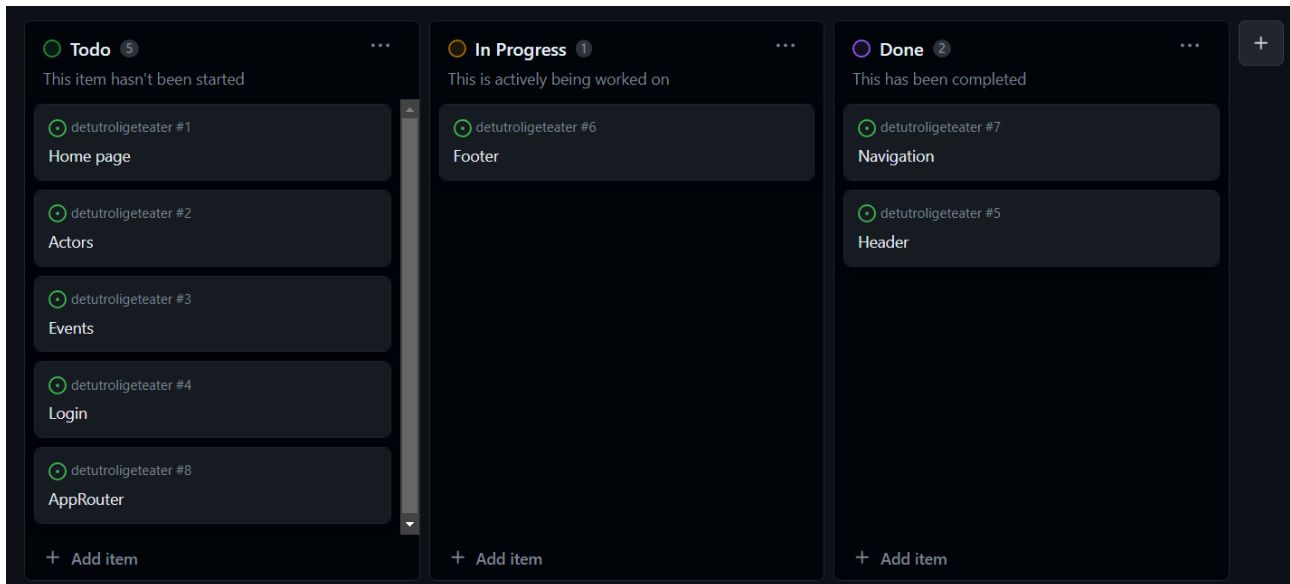 Todo 5
This item hasn't been started
detutroligeteater #1
Home page
detutroligeteater #2
Actors
detutroligeteater #3
Events
detutroligeteater #4
Login
detutroligeteater #8
AppRouter
+ Add item
In Progress 1
This is actively being worked on
detutroligeteater #6
Footer
+ Add item
Done 2
This has been completed
detutroligeteater #7
Navigation
detutroligeteater #5
Header
+ Add item
+